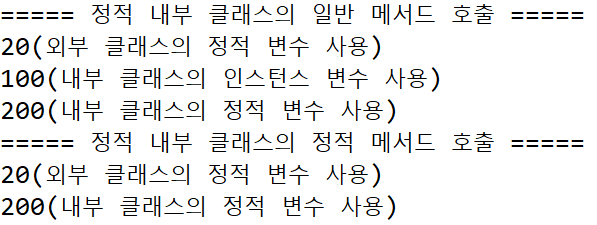 ===== 정적 내부 클래스의 일반 메서드 호출 =====
20(외부 클래스의 정적 변수 사용)
100(내부 클래스의 인스턴스 변수 사용)
200(내부 클래스의 정적 변수 사용)
===== 정적 내부 클래스의 정적 메서드 호출 =====
20(외부 클래스의 정적 변수 사용)
200(내부 클래스의 정적 변수 사용)